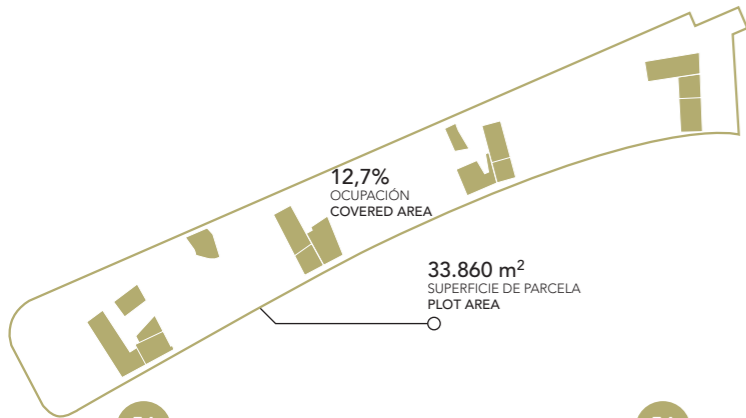 12,7%
OCUPACIÓN
COVERED AREA
33.860 m²
SUPERFICIE DE PARCELA
PLOT AREA